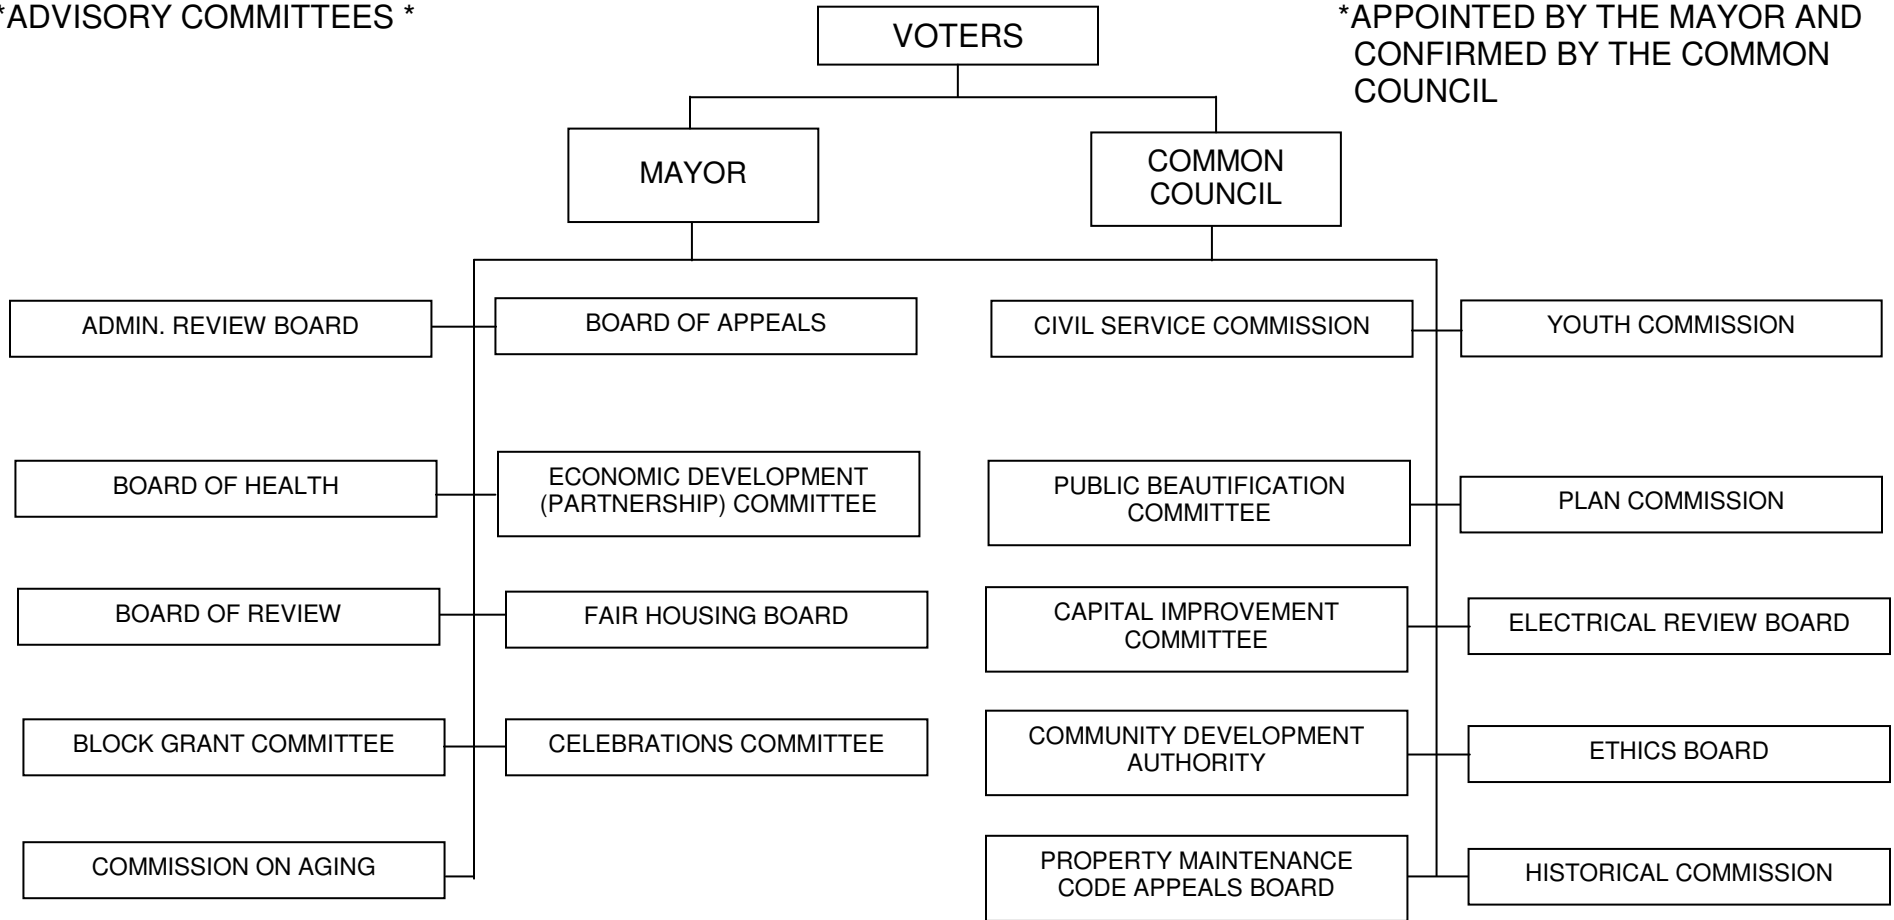 *ADVISORY COMMITTEES *
*APPOINTED BY THE MAYOR AND
CONFIRMED BY THE COMMON
COUNCIL
VOTERS
MAYOR
COMMON
COUNCIL
ADMIN. REVIEW BOARD
BOARD OF APPEALS
CIVIL SERVICE COMMISSION
YOUTH COMMISSION
BOARD OF HEALTH
ECONOMIC DEVELOPMENT
(PARTNERSHIP) COMMITTEE
PUBLIC BEAUTIFICATION
COMMITTEE
PLAN COMMISSION
BOARD OF REVIEW
FAIR HOUSING BOARD
CAPITAL IMPROVEMENT
COMMITTEE
ELECTRICAL REVIEW BOARD
BLOCK GRANT COMMITTEE
CELEBRATIONS COMMITTEE
COMMUNITY DEVELOPMENT
AUTHORITY
ETHICS BOARD
COMMISSION ON AGING
PROPERTY MAINTENANCE
CODE APPEALS BOARD
HISTORICAL COMMISSION